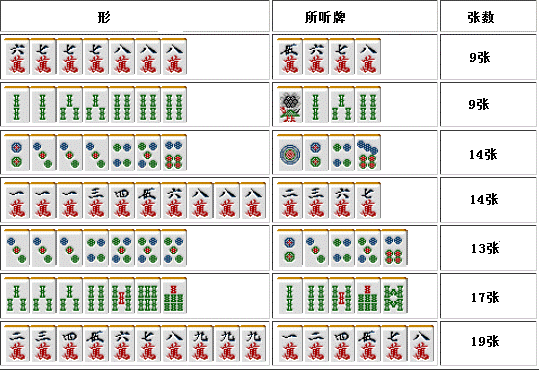 形 所听牌 张数
六萬 七萬 七萬 七萬 八萬 八萬 八萬 伍萬 六萬 七萬 八萬 9张
9张
14张
一萬 一萬 一萬 三萬 四萬 伍萬 六萬 八萬 八萬 八萬 二萬 三萬 六萬 七萬 14张
13张
17张
二萬 三萬 四萬 伍萬 六萬 七萬 八萬 九萬 九萬 九萬 一萬 二萬 四萬 伍萬 七萬 八萬 19张